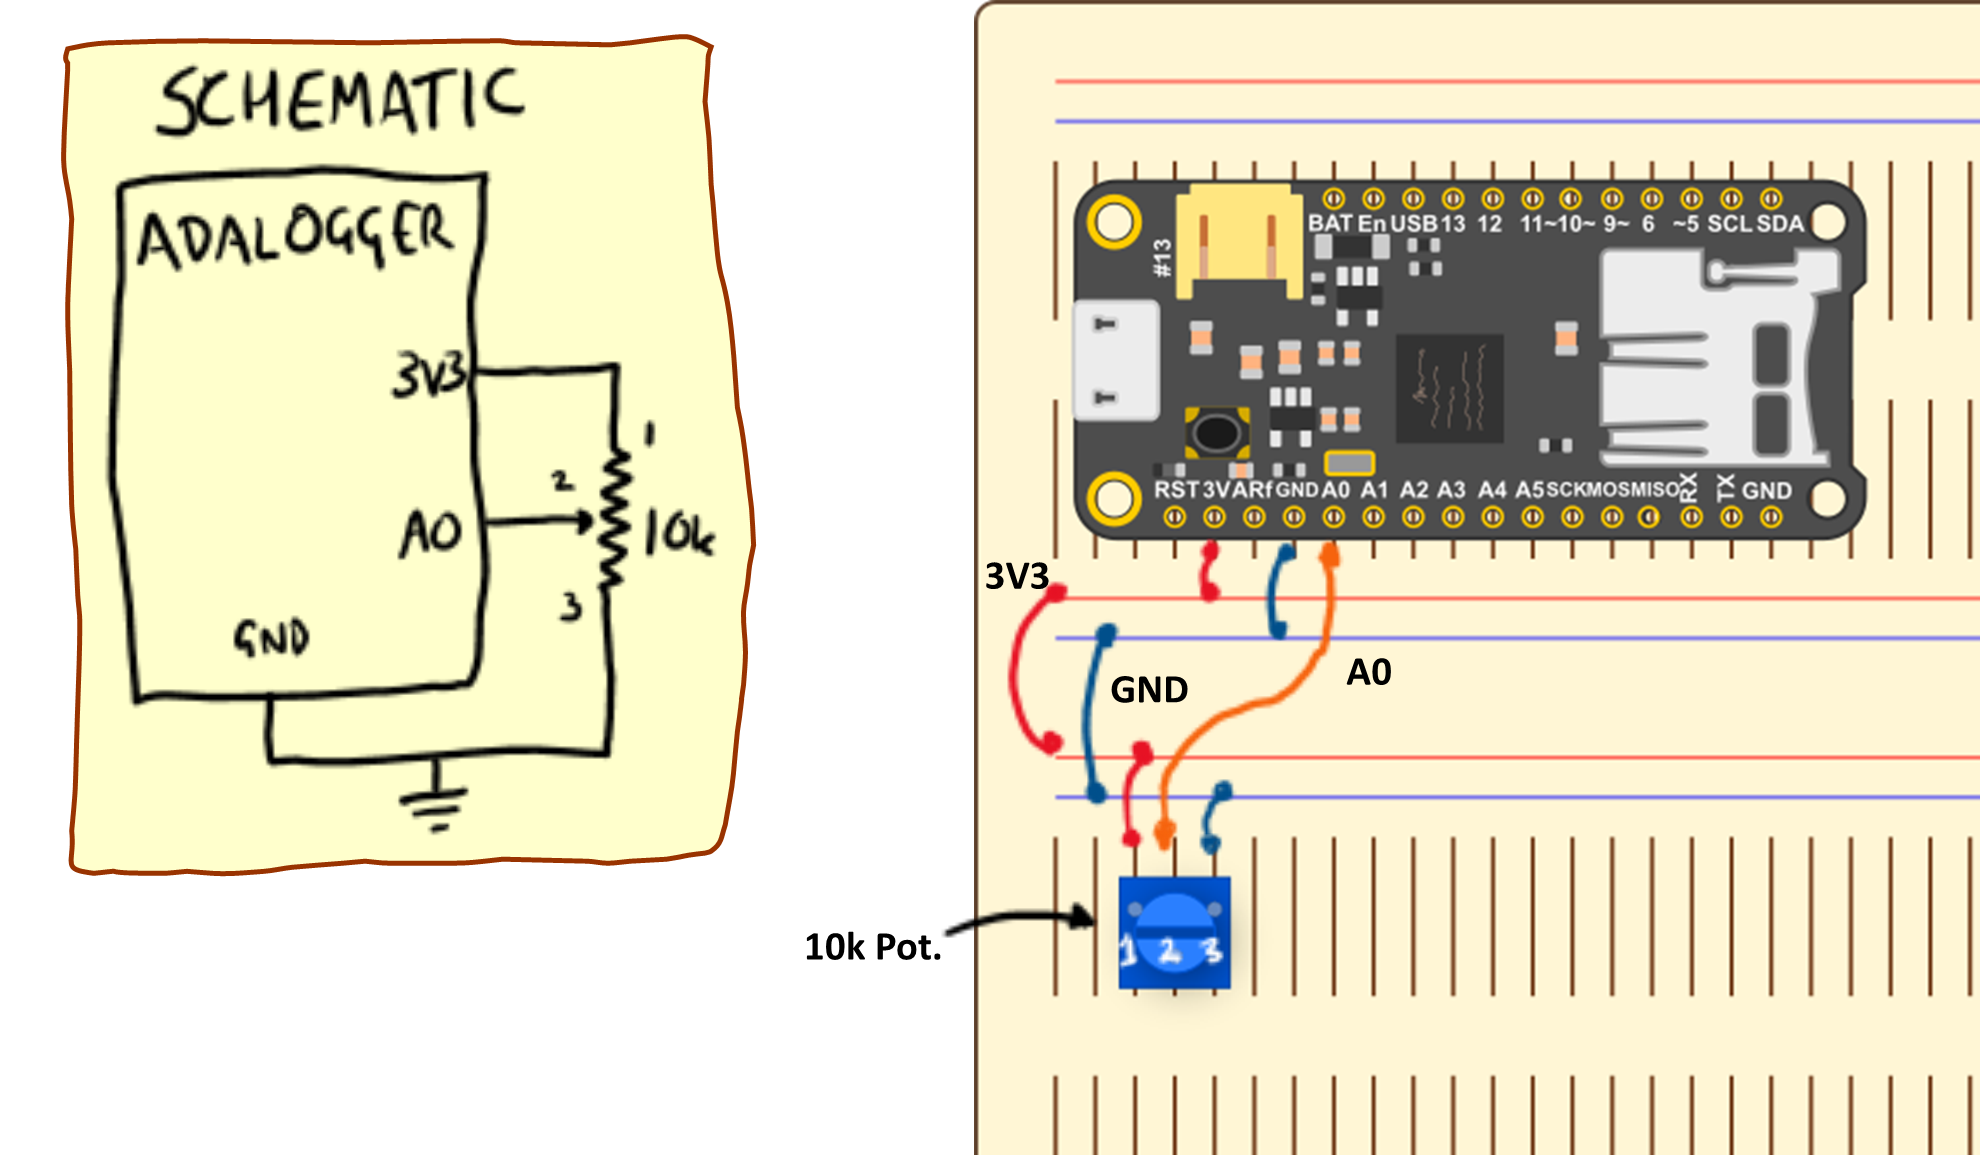 SCHEMATIC
ADALOGGER
3V3
1
2
10k
A0
3
GND
BAT En USB 13 12 11~ 10~ 9~ 6 ~5 SCL SDA
#13
RST 3V ARf GND A0 A1 A2 A3 A4 A5 SCK MOSI MISO RX TX GND
3V3
A0
GND
10k Pot.
1 2 3